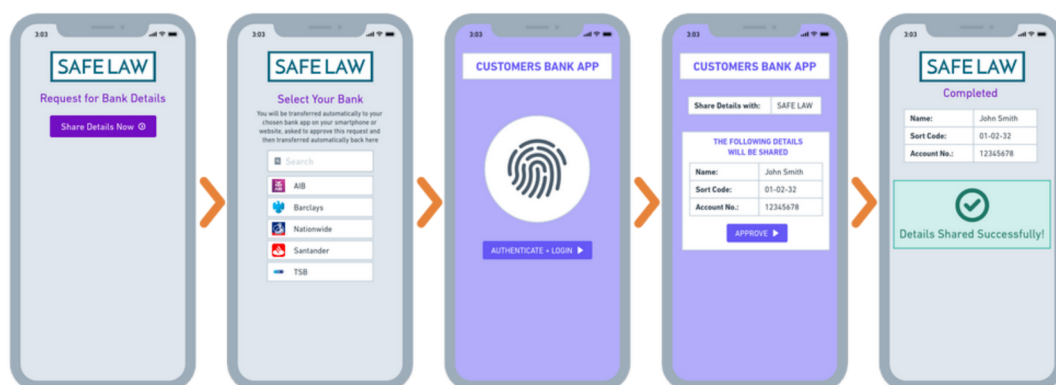 3:03
SAFE LAW
Request for Bank Details
Share Details Now
3:03
SAFE LAW
Select Your Bank
You will be transferred automatically to your
chosen bank app on your smartphone or
website, asked to approve this request and
then transferred automatically back here
Search
AIB
Barclays
Nationwide
Santander
TSB
3:03
CUSTOMERS BANK APP
AUTHENTICATE + LOGIN
3:03
CUSTOMERS BANK APP
Share Details with: SAFE LAW
THE FOLLOWING DETAILS
WILL BE SHARED
Name: John Smith
Sort Code: 01-02-32
Account No.: 12345678
APPROVE
3:03
SAFE LAW
Completed
Name: John Smith
Sort Code: 01-02-32
Account No.: 12345678
Details Shared Successfully!